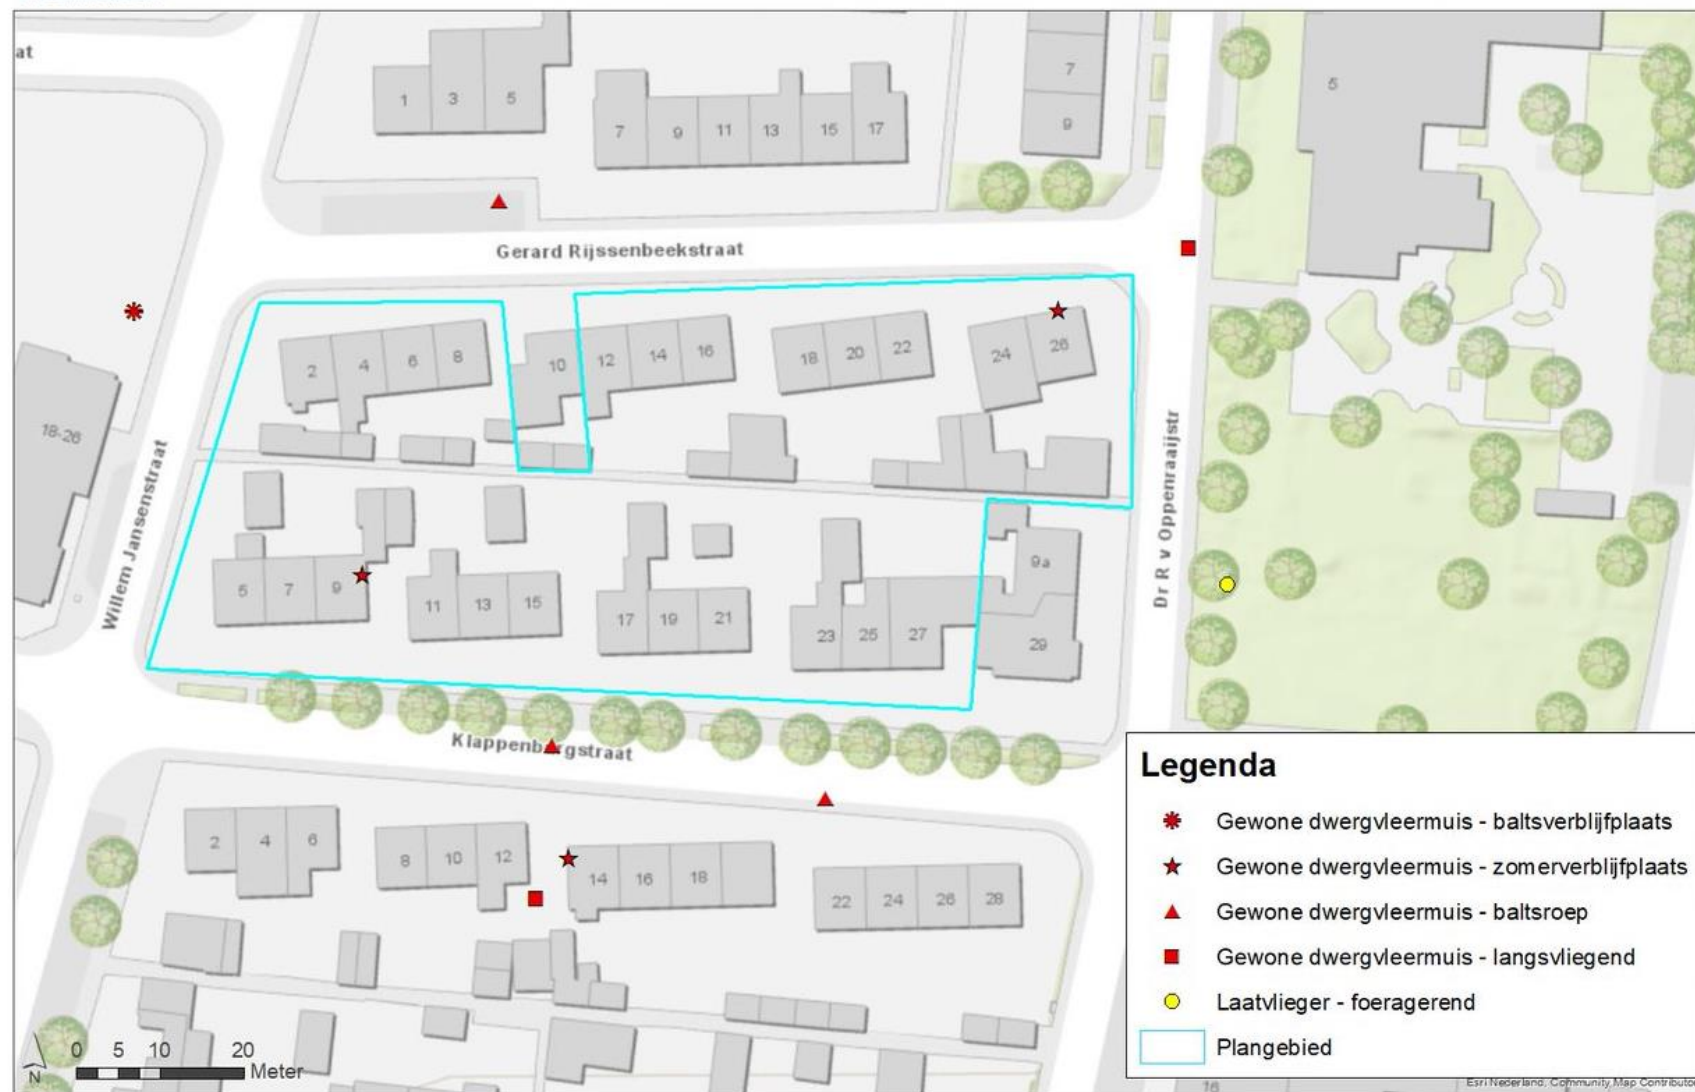 at
1 3 5
7 9 11 13 15 17
7
9
5
Gerard Rijssenbeekstraat
2 4 6 8
10 12 14 16
18 20 22
24 26
18-26
Willem Jansenstraat
Dr R v Oppenraaijstr
5 7 9
11 13 15
17 19 21
23 25 27
9a
29
Klappenbergstraat
2 4 6
8 10 12
14 16 18
22 24 26 28
Legenda
Gewone dwergvleermuis - baltsverblijfplaats
Gewone dwergvleermuis - zomerverblijfplaats
Gewone dwergvleermuis - baltsroep
Gewone dwergvleermuis - langsvliegend
Laatvlieger - foeragerend
Plangebied
N
0 5 10 20
Meter
16
Esri Nederland, Community Map Contributo